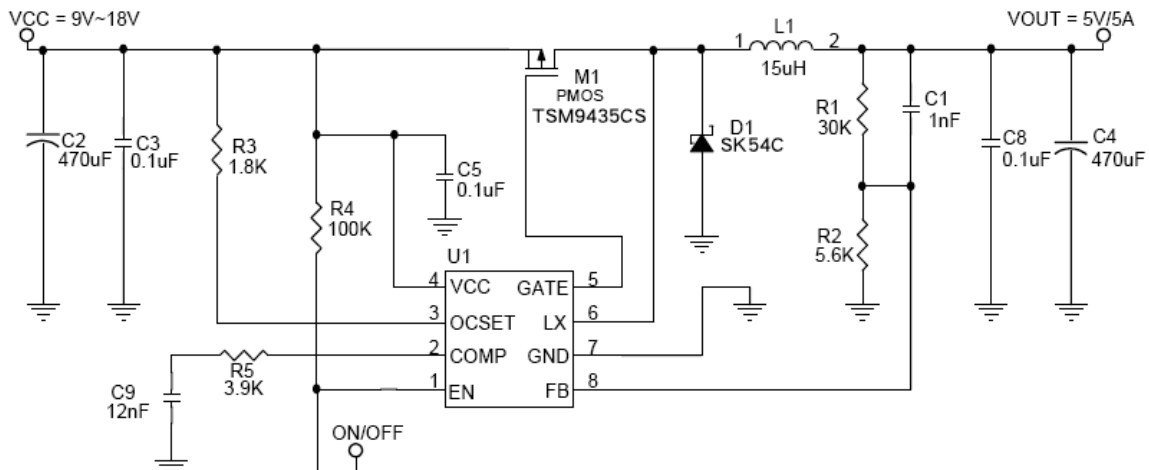 VCC = 9V~18V
VOUT = 5V/5A
L1
1
2
15uH
M1
PMOS
TSM9435CS
C2
470uF
C3
0.1uF
R3
1.8K
C5
0.1uF
R4
100K
D1
SK54C
R1
30K
C1
1nF
C8
0.1uF
C4
470uF
R2
5.6K
U1
4
VCC
GATE
5
3
OCSET
LX
6
2
COMP
GND
7
1
EN
FB
8
R5
3.9K
C9
12nF
ON/OFF